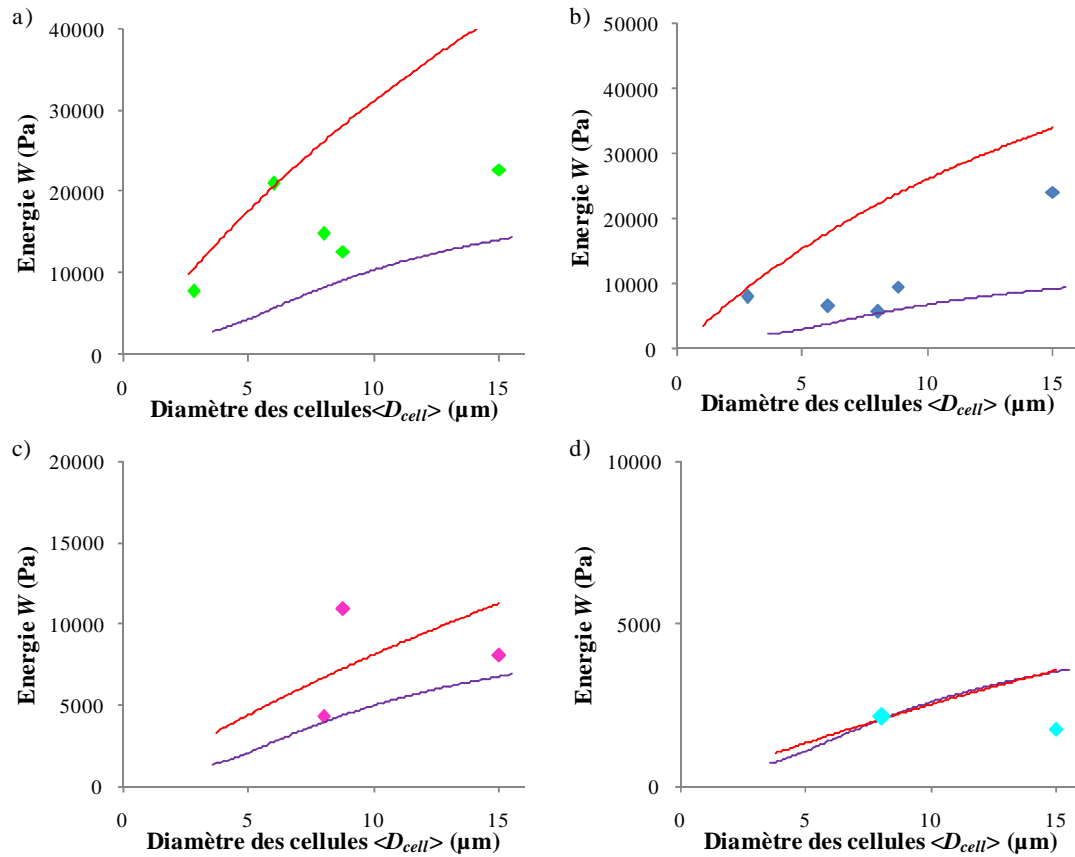 a)
40000
30000
20000
10000
0
Energie W (Pa)
0 5 10 15
Diamètre des cellules<Dcell> (µm)
b)
50000
40000
30000
20000
10000
0
Energie W (Pa)
0 5 10 15
Diamètre des cellules <Dcell> (µm)
c)
20000
15000
10000
5000
0
Energie W (Pa)
0 5 10 15
Diamètre des cellules <Dcell> (µm)
d)
10000
5000
0
Energie W (Pa)
0 5 10 15
Diamètre des cellules <Dcell> (µm)